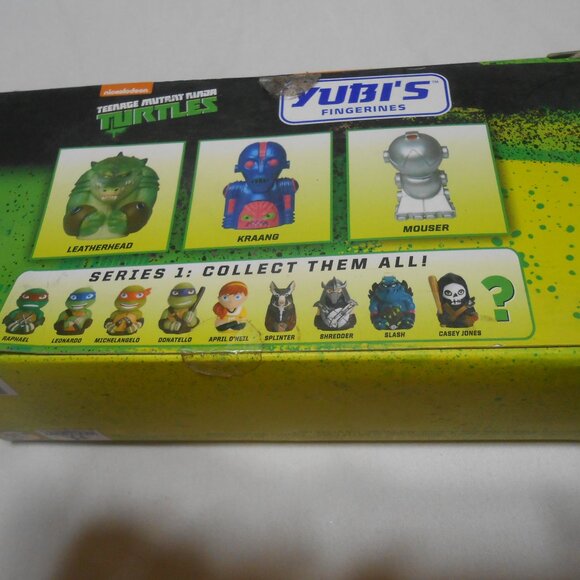 nickelodeon
TEENAGE MUTANT NINJA
TURTLES
YUBI'S™
FINGERINES
LEATHERHEAD
KRAANG
MOUSER
SERIES 1: COLLECT THEM ALL!
RAPHAEL
LEONARDO
MICHELANGELO
DONATELLO
APRIL O'NEIL
SPLINTER
SHREDDER
SLASH
CASEY JONES
?